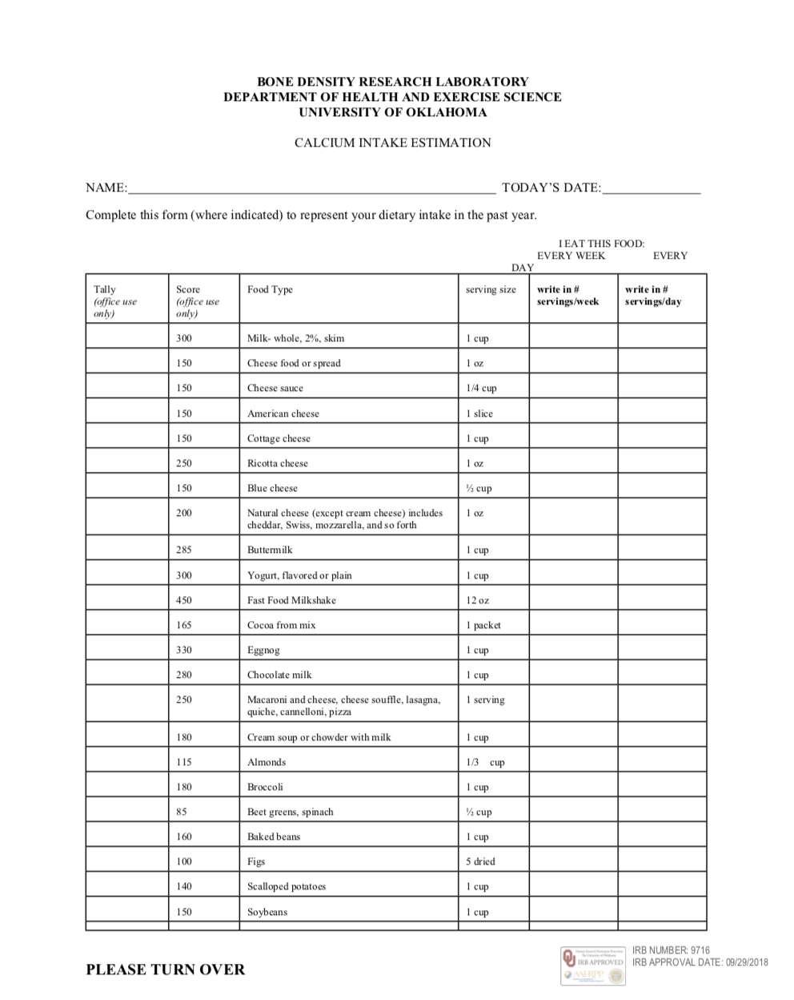 BONE DENSITY RESEARCH LABORATORY
DEPARTMENT OF HEALTH AND EXERCISE SCIENCE
UNIVERSITY OF OKLAHOMA
CALCIUM INTAKE ESTIMATION
NAME: TODAY'S DATE:
Complete this form (where indicated) to represent your dietary intake in the past year.
I EAT THIS FOOD:
EVERY WEEK EVERY
DAY
Tally Score Food Type serving size write in # write in #
(office use (office use servings/week servings/day
only) only)
300 Milk- whole, 2%, skim 1 cup
150 Cheese food or spread 1 oz
150 Cheese sauce 1/4 cup
150 American cheese 1 slice
150 Cottage cheese 1 cup
250 Ricotta cheese 1 oz
150 Blue cheese ½ cup
200 Natural cheese (except cream cheese) includes 1 oz
cheddar, Swiss, mozzarella, and so forth
285 Buttermilk 1 cup
300 Yogurt, flavored or plain 1 cup
450 Fast Food Milkshake 12 oz
165 Cocoa from mix 1 packet
330 Eggnog 1 cup
280 Chocolate milk 1 cup
250 Macaroni and cheese, cheese souffle, lasagna, 1 serving
quiche, cannelloni, pizza
180 Cream soup or chowder with milk 1 cup
115 Almonds 1/3 cup
180 Broccoli 1 cup
85 Beet greens, spinach ½ cup
160 Baked beans 1 cup
100 Figs 5 dried
140 Scalloped potatoes 1 cup
150 Soybeans 1 cup
PLEASE TURN OVER
IRB APPROVED
AAHRPP
IRB NUMBER: 9716
IRB APPROVAL DATE: 09/29/2018